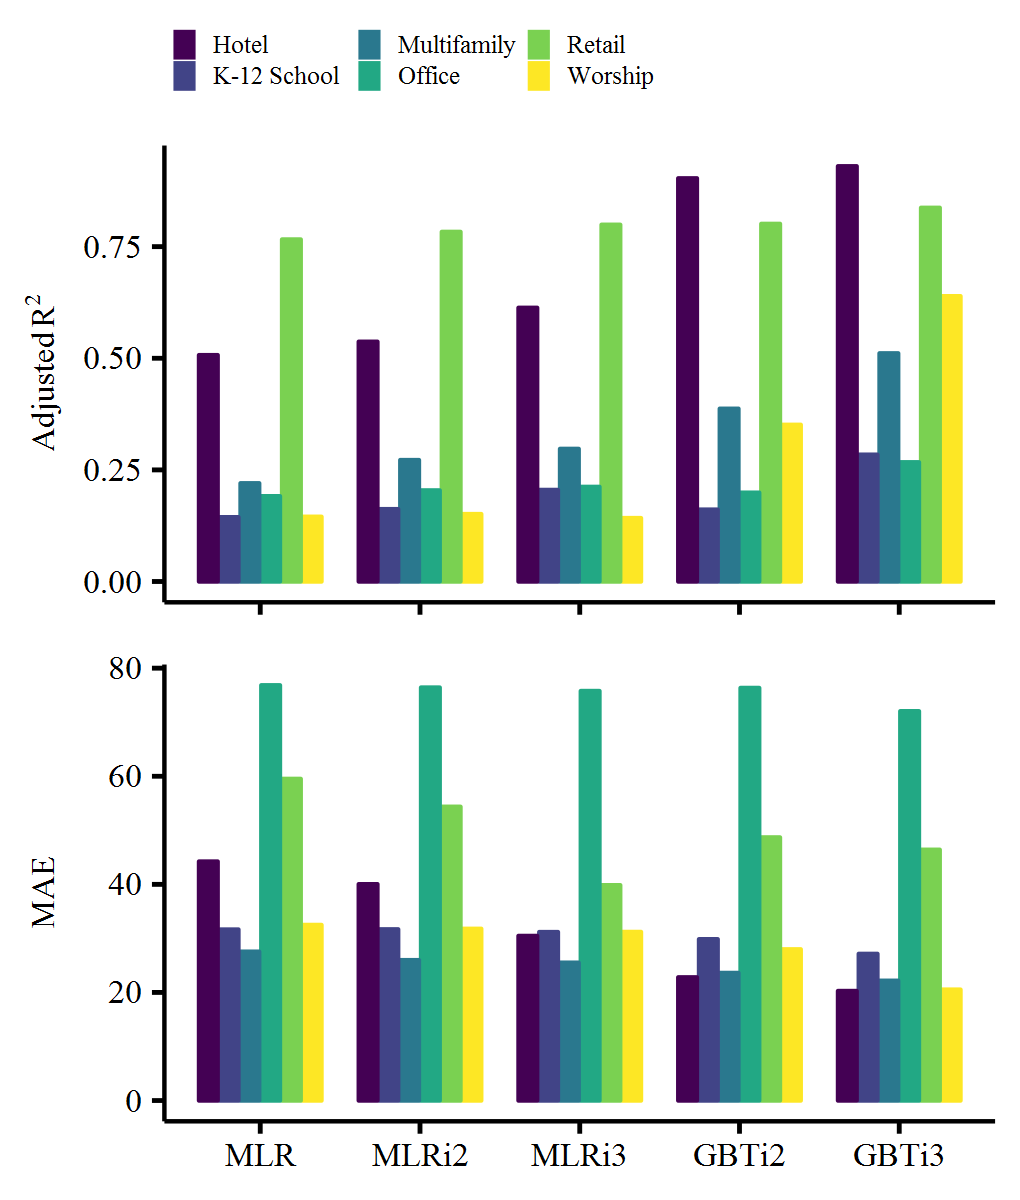 Hotel Multifamily Retail
K-12 School Office Worship
Adjusted R²
0.75
0.50
0.25
0.00
MAE
80
60
40
20
0
MLR MLRi2 MLRi3 GBTi2 GBTi3